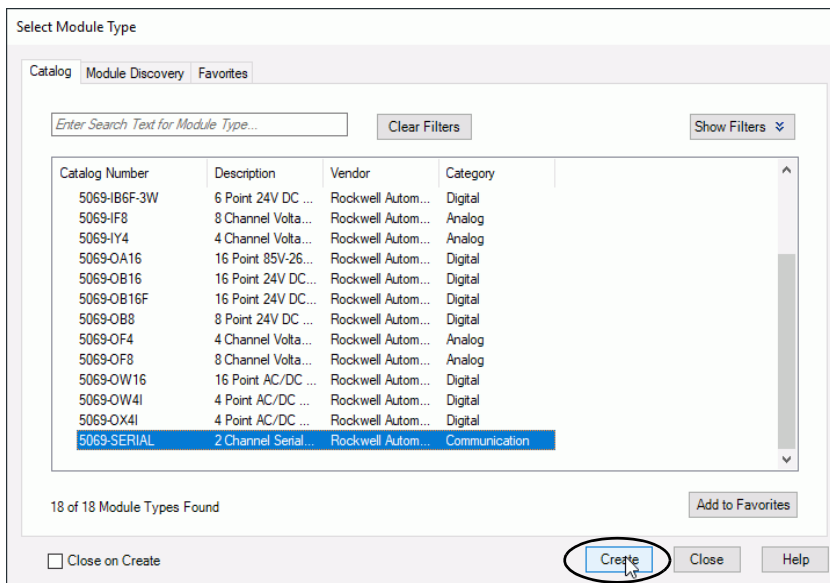 Select Module Type
Catalog Module Discovery Favorites
Enter Search Text for Module Type... Clear Filters Show Filters
Catalog Number Description Vendor Category
5069-IB6F-3W 6 Point 24V DC ... Rockwell Autom... Digital
5069-IF8 8 Channel Volta... Rockwell Autom... Analog
5069-IY4 4 Channel Volta... Rockwell Autom... Analog
5069-OA16 16 Point 85V-26... Rockwell Autom... Digital
5069-OB16 16 Point 24V DC... Rockwell Autom... Digital
5069-OB16F 16 Point 24V DC... Rockwell Autom... Digital
5069-OB8 8 Point 24V DC ... Rockwell Autom... Digital
5069-OF4 4 Channel Volta... Rockwell Autom... Analog
5069-OF8 8 Channel Volta... Rockwell Autom... Analog
5069-OW16 16 Point AC/DC ... Rockwell Autom... Digital
5069-OW4I 4 Point AC/DC ... Rockwell Autom... Digital
5069-OX4I 4 Point AC/DC ... Rockwell Autom... Digital
5069-SERIAL 2 Channel Serial... Rockwell Autom... Communication
18 of 18 Module Types Found Add to Favorites
Close on Create Create Close Help